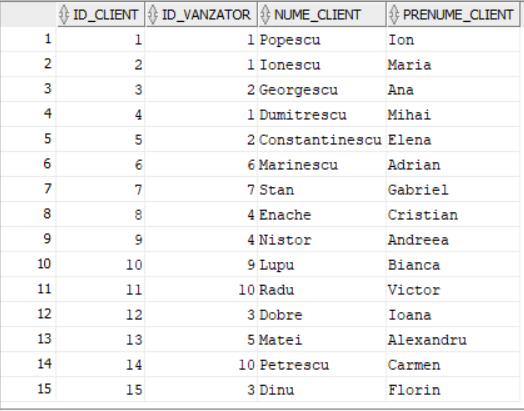 ID_CLIENT ID_VANZATOR NUME_CLIENT PRENUME_CLIENT
1 1 1 Popescu Ion
2 2 1 Ionescu Maria
3 3 2 Georgescu Ana
4 4 1 Dumitrescu Mihai
5 5 2 Constantinescu Elena
6 6 6 Marinescu Adrian
7 7 7 Stan Gabriel
8 8 4 Enache Cristian
9 9 4 Nistor Andreea
10 10 9 Lupu Bianca
11 11 10 Radu Victor
12 12 3 Dobre Ioana
13 13 5 Matei Alexandru
14 14 10 Petrescu Carmen
15 15 3 Dinu Florin